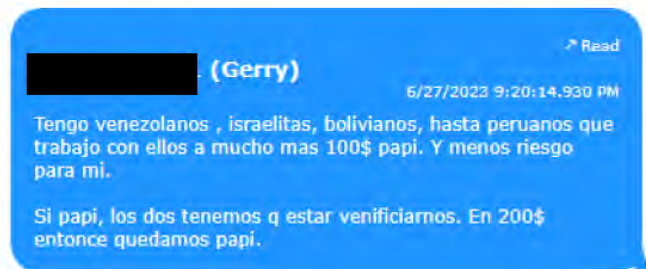 ↗ Read
(Gerry)
6/27/2023 9:20:14.930 PM
Tengo venezolanos , israelitas, bolivianos, hasta peruanos que
trabajo con ellos a mucho mas 100$ papi. Y menos riesgo
para mi.
Si papi, los dos tenemos q estar venificiarnos. En 200$
entonce quedamos papi.